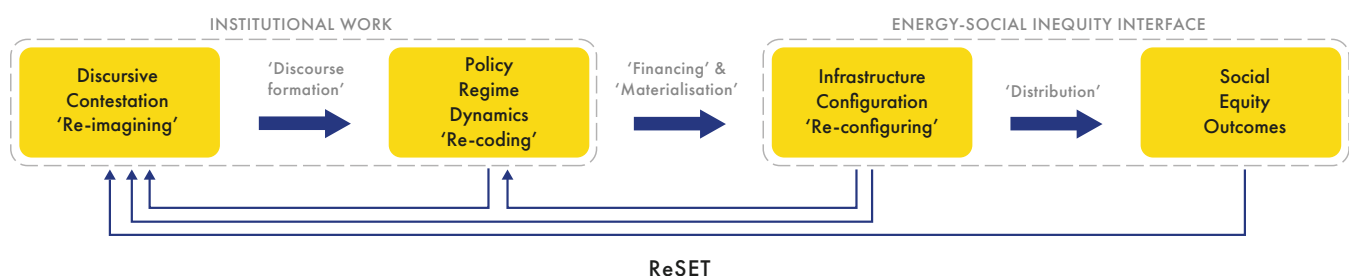 INSTITUTIONAL WORK
ENERGY-SOCIAL INEQUITY INTERFACE
Discursive
Contestation
‘Re-imagining’
‘Discourse
formation’
Policy
Regime
Dynamics
‘Re-coding’
‘Financing’ &
‘Materialisation’
Infrastructure
Configuration
‘Re-configuring’
‘Distribution’
Social
Equity
Outcomes
ReSET